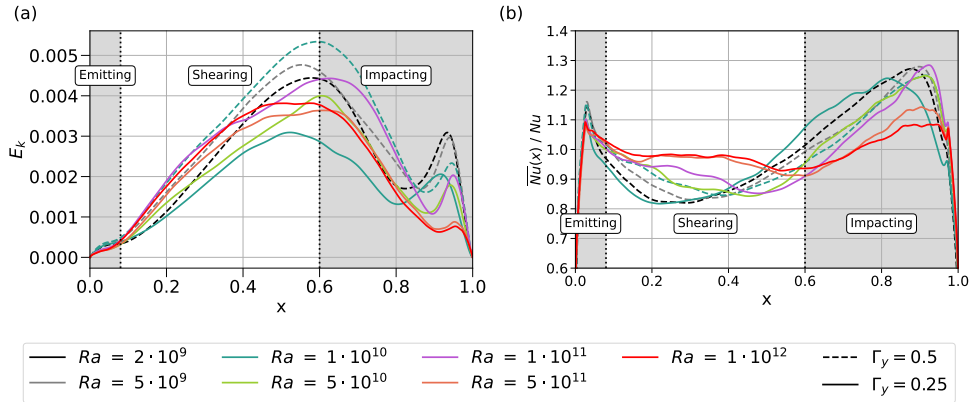 (a)
(b)
0.005
0.004
0.003
0.002
0.001
0.000
E_k
Emitting
Shearing
Impacting
0.0 0.2 0.4 0.6 0.8 1.0
x
1.4
1.3
1.2
1.1
1.0
0.9
0.8
0.7
0.6
\overline{Nu}(x) / Nu
Emitting
Shearing
Impacting
0.0 0.2 0.4 0.6 0.8 1.0
x
Ra = 2·10⁹
Ra = 5·10⁹
Ra = 1·10¹⁰
Ra = 5·10¹⁰
Ra = 1·10¹¹
Ra = 5·10¹¹
Ra = 1·10¹²
Γ_y = 0.5
Γ_y = 0.25